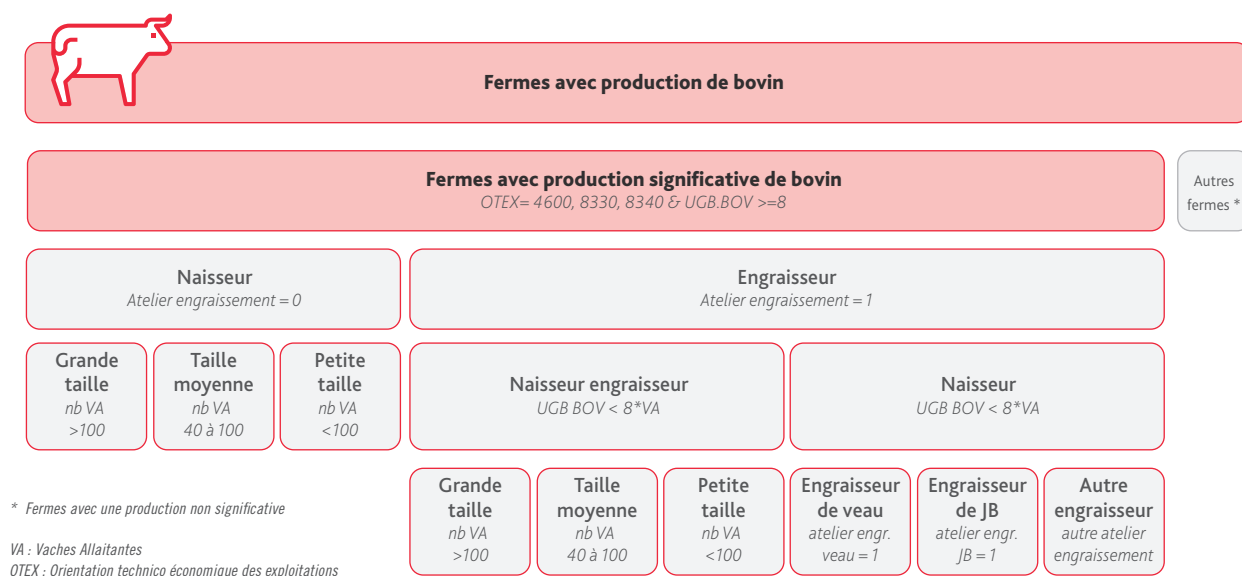 Fermes avec production de bovin
Fermes avec production significative de bovin
OTEX= 4600, 8330, 8340 & UGB.BOV >=8
Autres
fermes *
Naisseur
Atelier engraissement = 0
Engraisseur
Atelier engraissement = 1
Grande
taille
nb VA
>100
Taille
moyenne
nb VA
40 à 100
Petite
taille
nb VA
<100
Naisseur engraisseur
UGB BOV < 8*VA
Naisseur
UGB BOV < 8*VA
Grande
taille
nb VA
>100
Taille
moyenne
nb VA
40 à 100
Petite
taille
nb VA
<100
Engraisseur
de veau
atelier engr.
veau = 1
Engraisseur
de JB
atelier engr.
JB = 1
Autre
engraisseur
autre atelier
engraissement
* Fermes avec une production non significative
VA : Vaches Allaitantes
OTEX : Orientation technico économique des exploitations